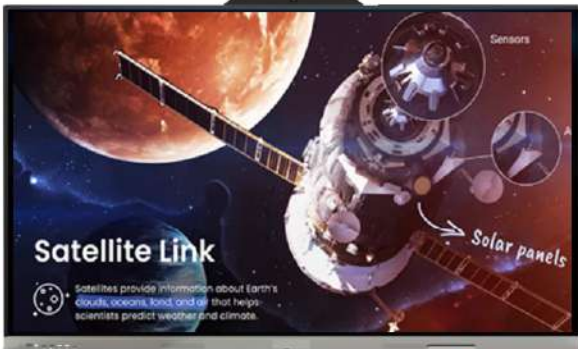 Sensors
Solar panels
Satellite Link
Satellites provide information about Earth's
clouds, oceans, land, and air that helps
scientists predict weather and climate.